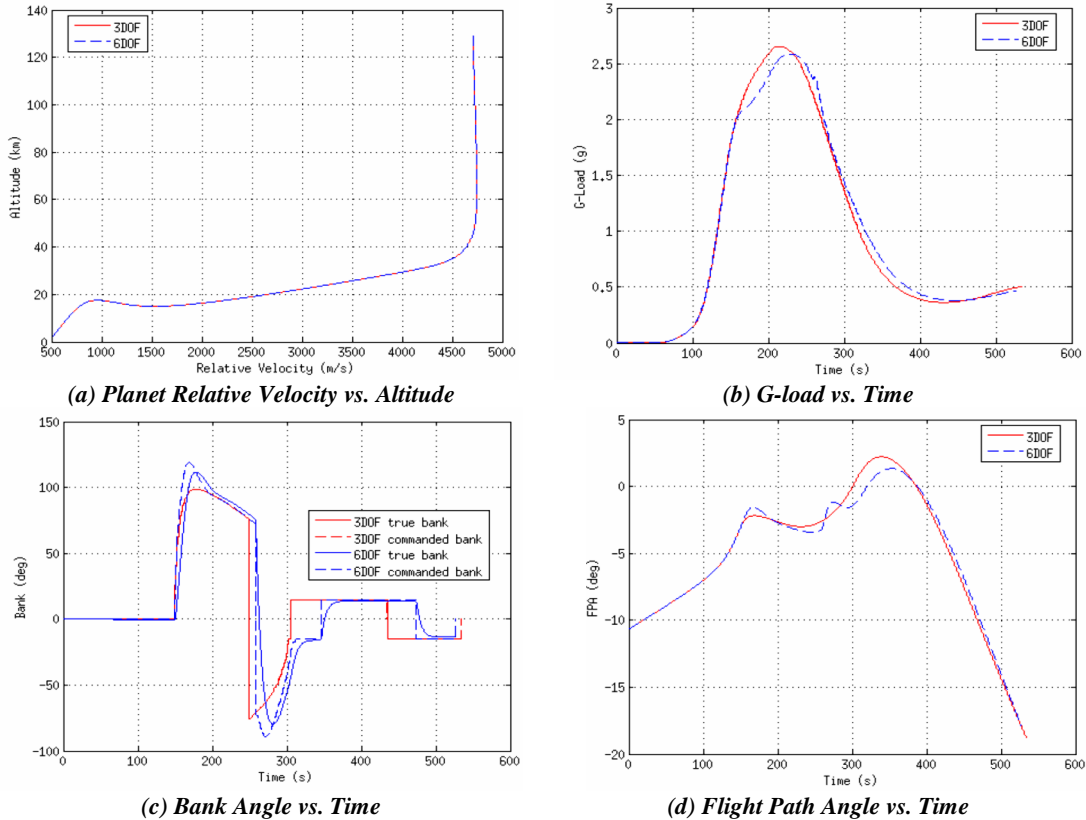 140
120
100
80
60
40
20
0
Altitude (km)
3DOF
6DOF
500 1000 1500 2000 2500 3000 3500 4000 4500 5000
Relative Velocity (m/s)
(a) Planet Relative Velocity vs. Altitude
3
2.5
2
1.5
1
0.5
0
G-Load (g)
3DOF
6DOF
0 100 200 300 400 500 600
Time (s)
(b) G-load vs. Time
150
100
50
0
-50
-100
Bank (deg)
3DOF true bank
3DOF commanded bank
6DOF true bank
6DOF commanded bank
0 100 200 300 400 500 600
Time (s)
(c) Bank Angle vs. Time
5
0
-5
-10
-15
-20
FPA (deg)
3DOF
6DOF
0 100 200 300 400 500 600
Time (s)
(d) Flight Path Angle vs. Time